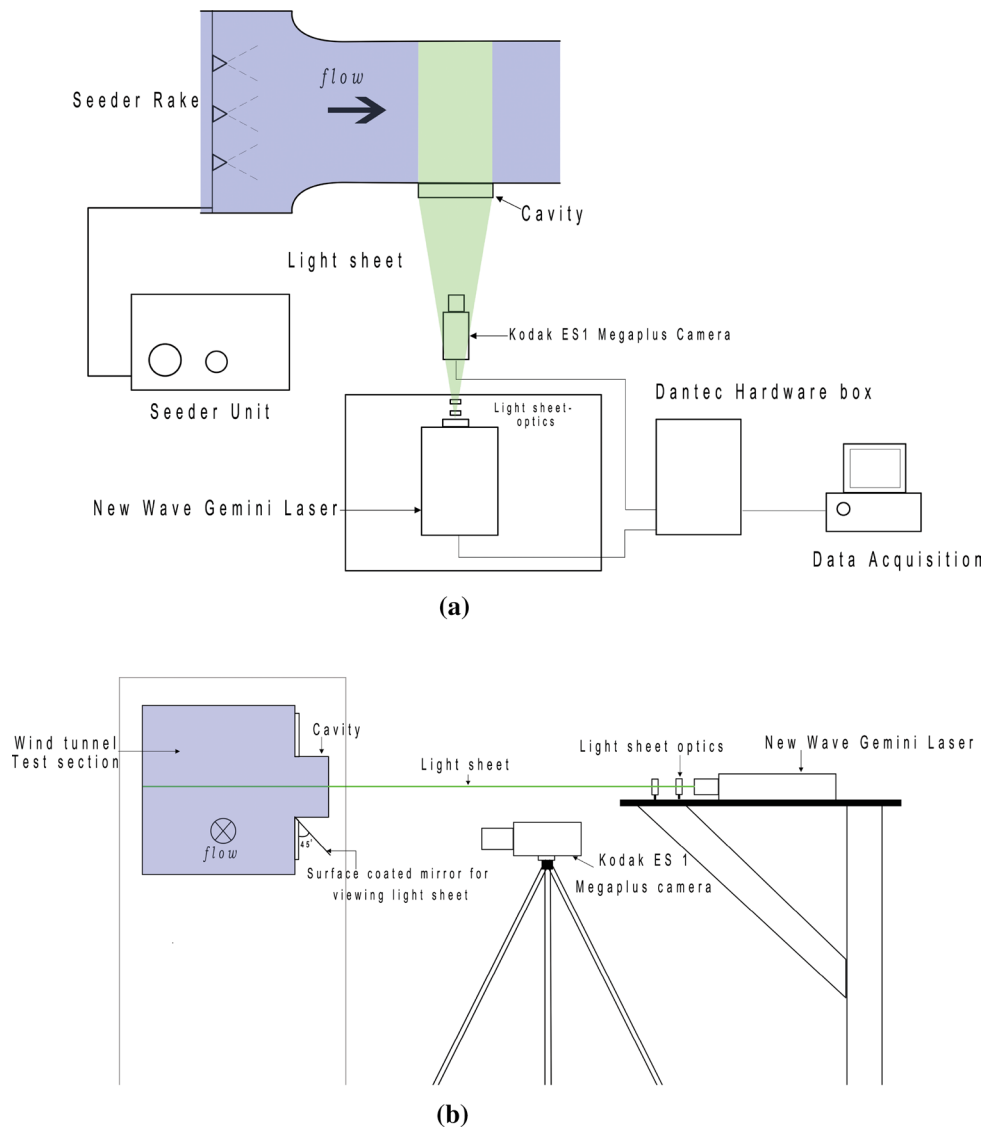 flow
Seeder Rake
Cavity
Light sheet
Kodak ES1 Megaplus Camera
Dantec Hardware box
Light sheet-
optics
Seeder Unit
New Wave Gemini Laser
Data Acquisition
(a)
Cavity
Wind tunnel
Test section
Light sheet optics
New Wave Gemini Laser
Light sheet
flow
45°
Surface coated mirror for
viewing light sheet
Kodak ES 1
Megaplus camera
(b)